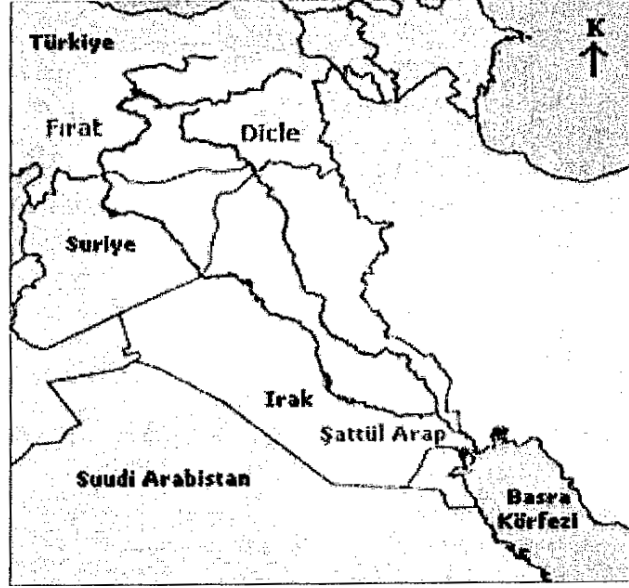 K
Türkiye
Fırat
Dicle
Suriye
Irak
Şattül Arap
Suudi Arabistan
Basra
Körfezi